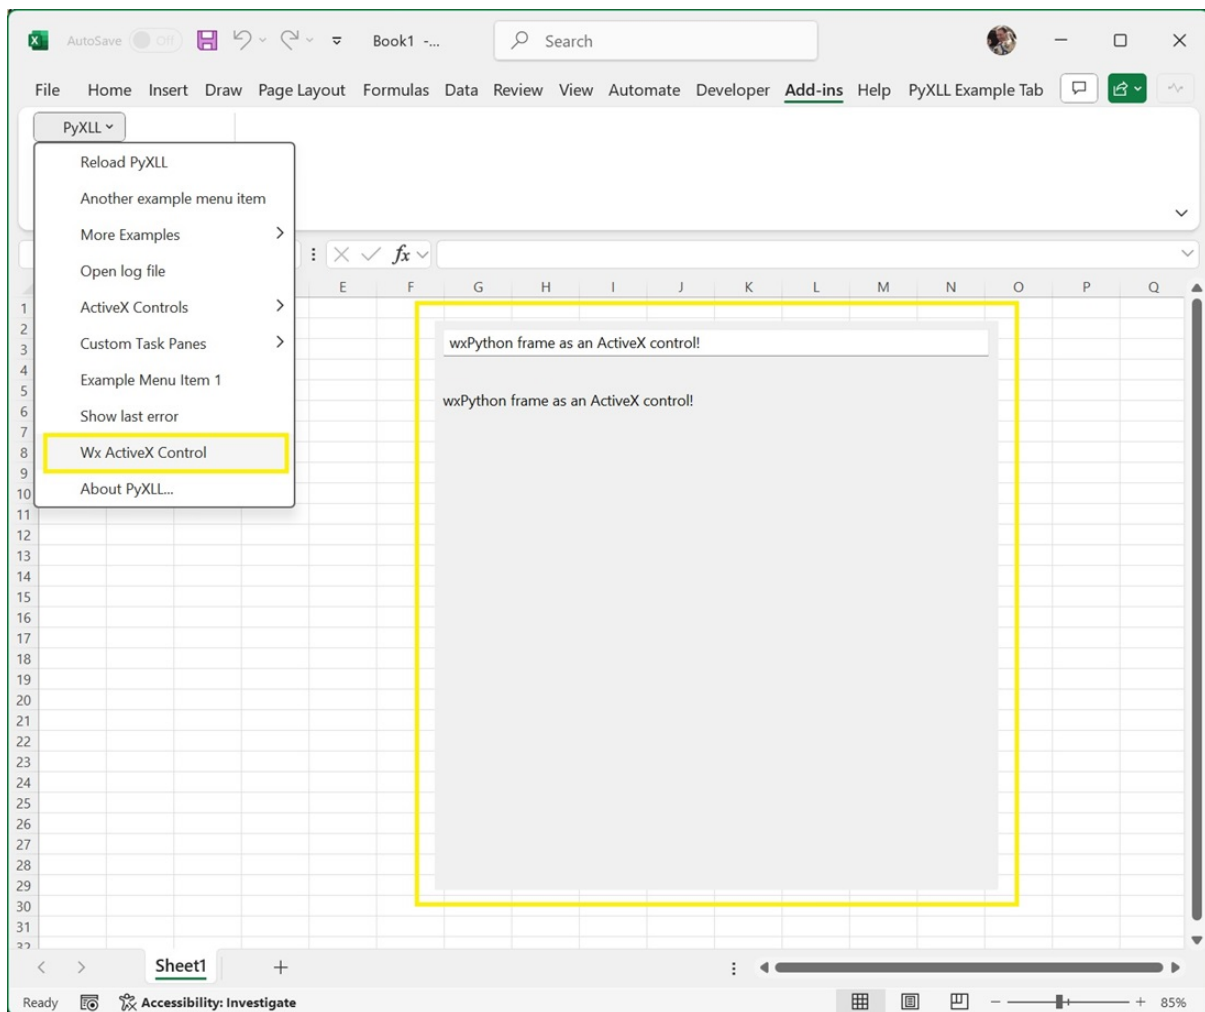 AutoSave Off Book1 -... Search
File Home Insert Draw Page Layout Formulas Data Review View Automate Developer Add-ins Help PyXLL Example Tab
PyXLL
Reload PyXLL
Another example menu item
More Examples
Open log file
ActiveX Controls
Custom Task Panes
Example Menu Item 1
Show last error
Wx ActiveX Control
About PyXLL...
fx
E F G H I J K L M N O P Q
1
2
3
4
5
6
7
8
9
10
11
12
13
14
15
16
17
18
19
20
21
22
23
24
25
26
27
28
29
30
31
32
wxPython frame as an ActiveX control!
wxPython frame as an ActiveX control!
Sheet1
Ready Accessibility: Investigate 85%